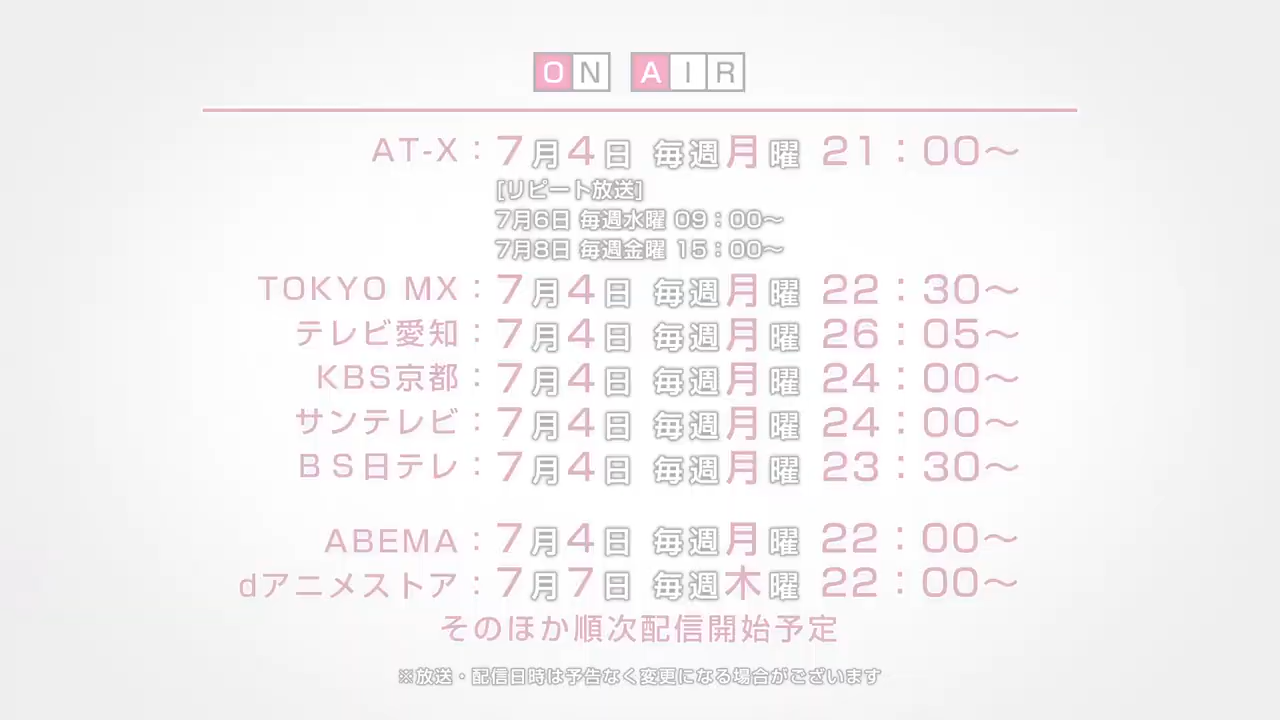 ON AIR
AT-X：7月4日 毎週月曜 21：00～
[リピート放送]
7月6日 毎週水曜 09：00～
7月8日 毎週金曜 15：00～
TOKYO MX：7月4日 毎週月曜 22：30～
テレビ愛知：7月4日 毎週月曜 26：05～
KBS京都：7月4日 毎週月曜 24：00～
サンテレビ：7月4日 毎週月曜 24：00～
ＢＳ日テレ：7月4日 毎週月曜 23：30～
ABEMA：7月4日 毎週月曜 22：00～
dアニメストア：7月7日 毎週木曜 22：00～
そのほか順次配信開始予定
※放送・配信日時は予告なく変更になる場合がございます